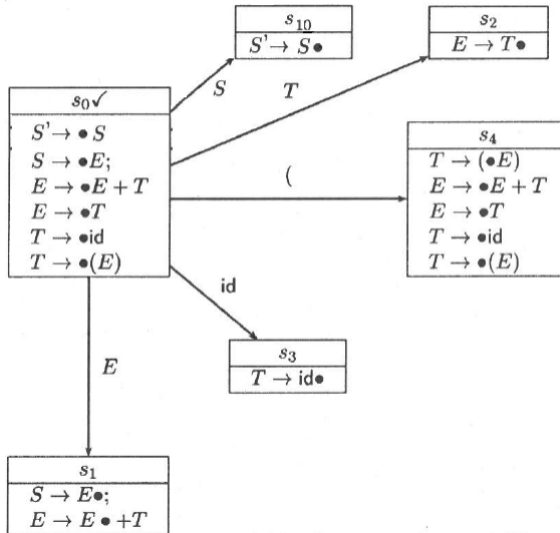 s₁₀
S' → S●
s₂
E → T●
S
T
s₀✓
S' → ●S
S → ●E;
E → ●E + T
E → ●T
T → ●id
T → ●(E)
(
s₄
T → (●E)
E → ●E + T
E → ●T
T → ●id
T → ●(E)
id
s₃
T → id●
E
s₁
S → E●;
E → E● +T